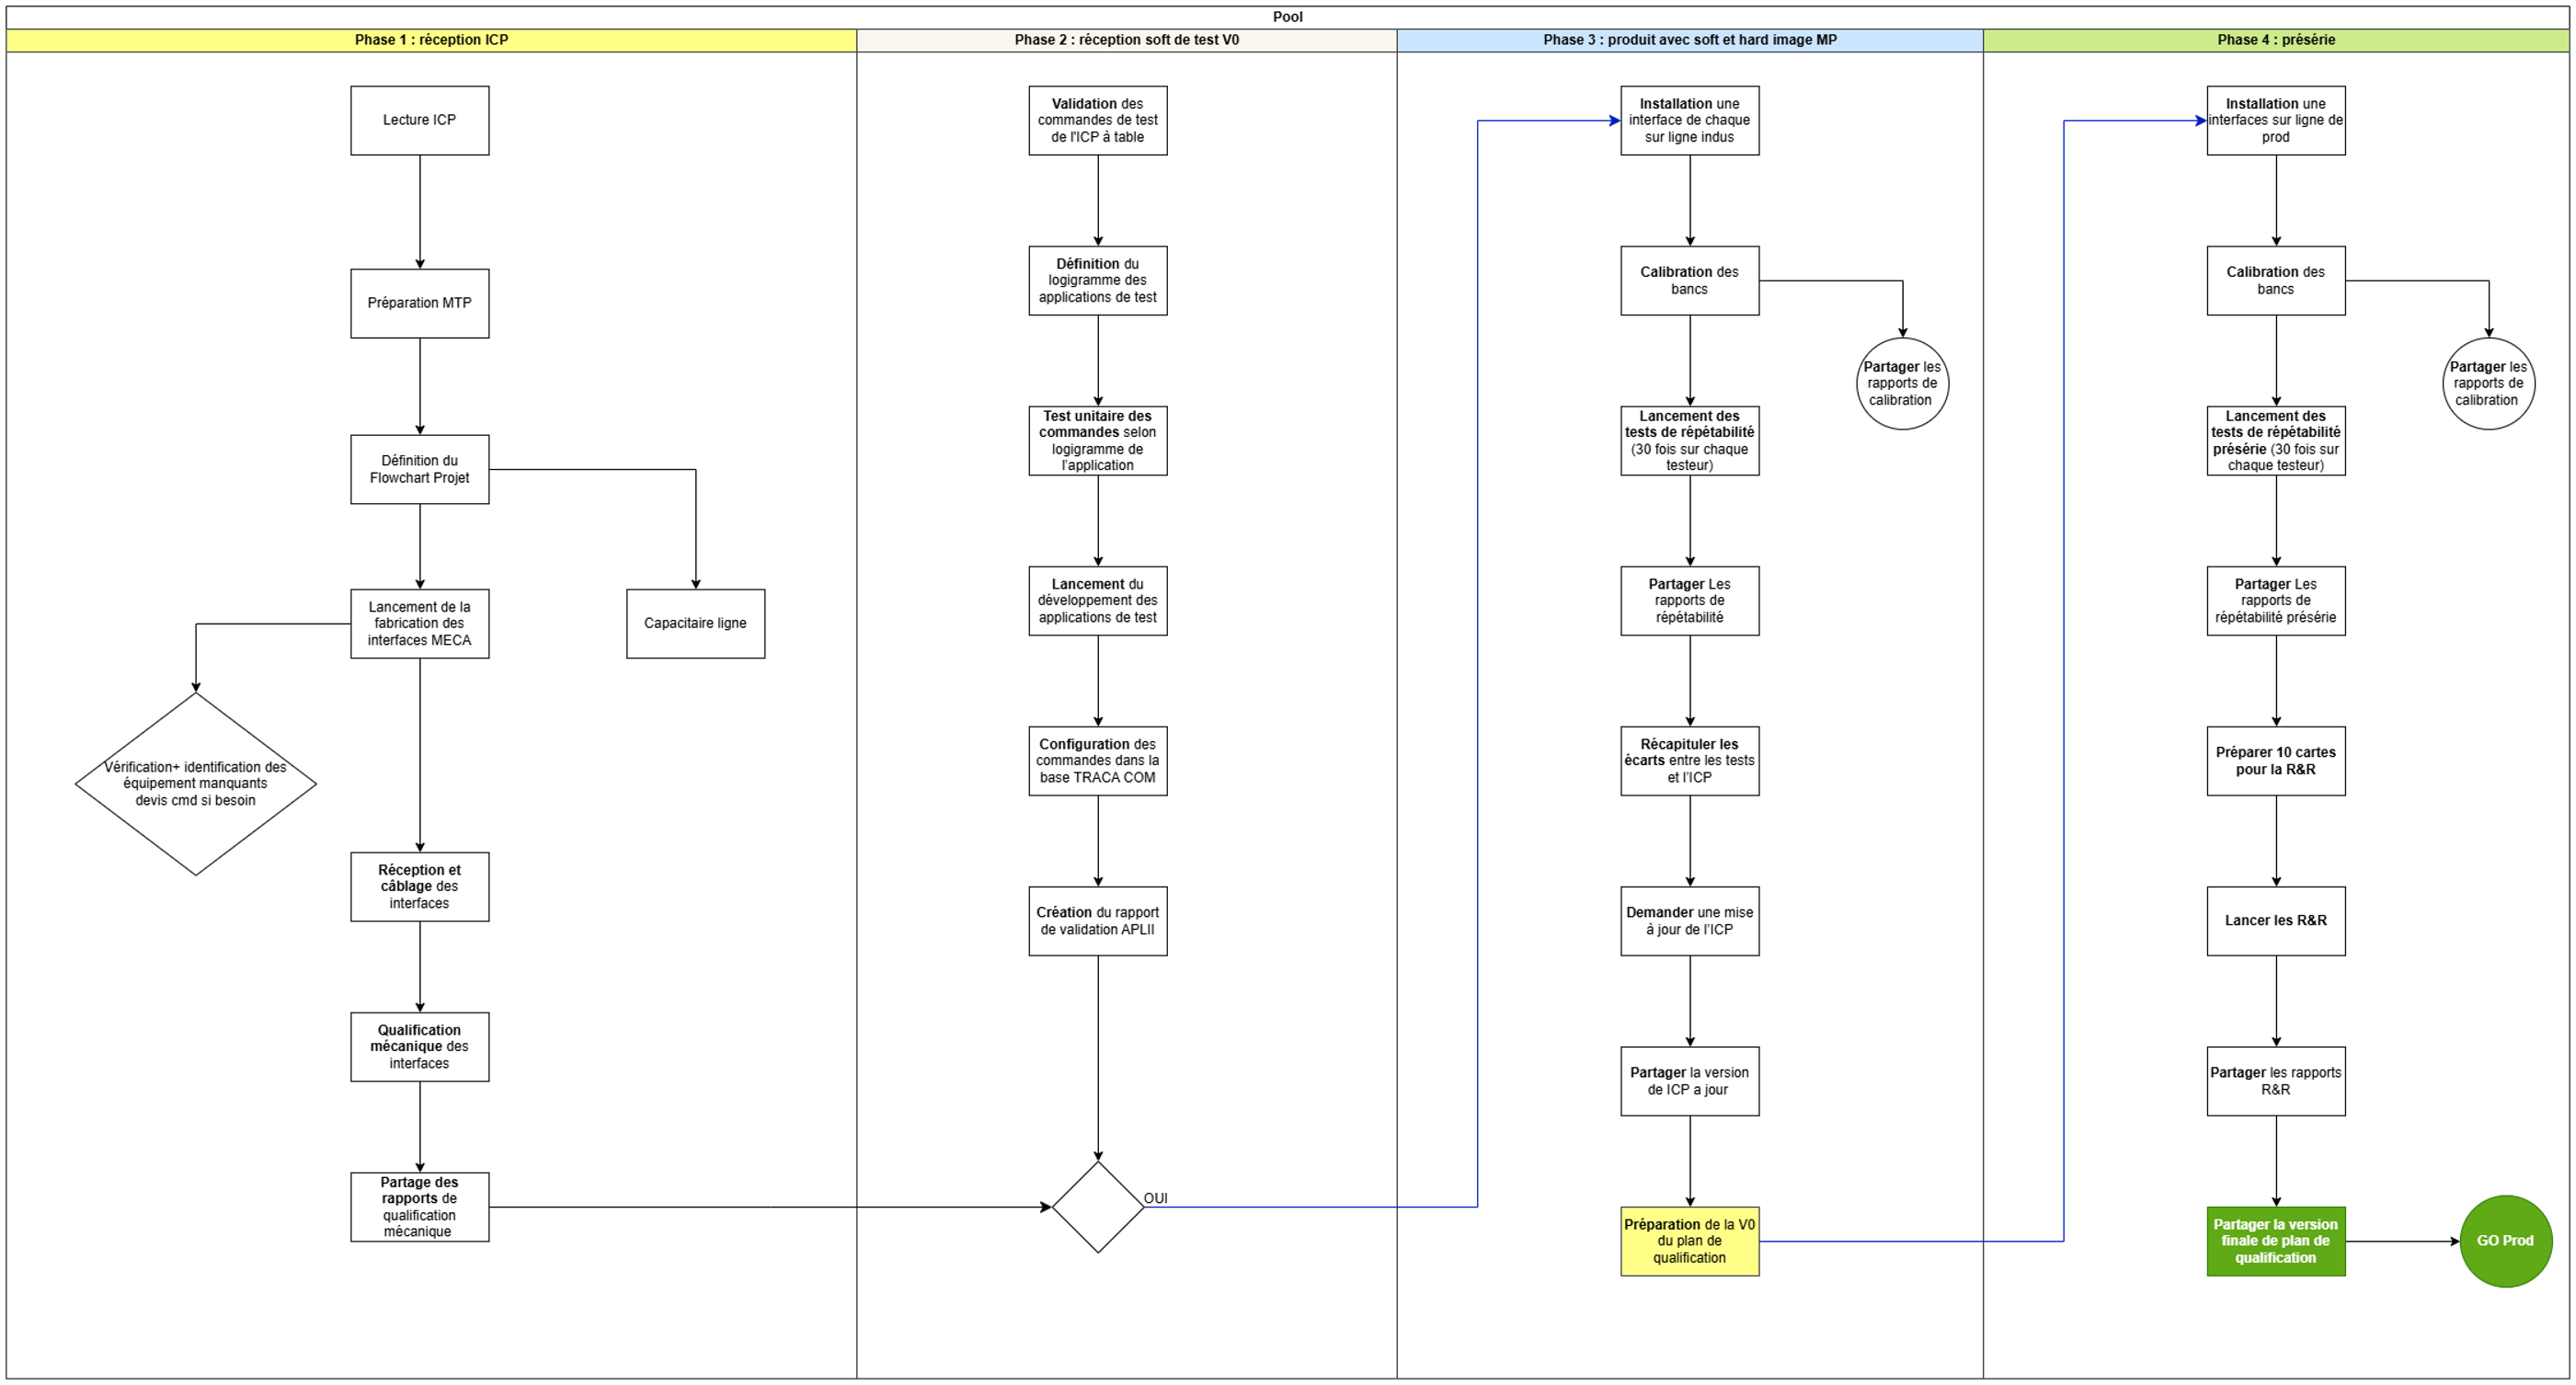 Pool
Phase 1 : réception ICP
Phase 2 : réception soft de test V0
Phase 3 : produit avec soft et hard image MP
Phase 4 : présérie
Lecture ICP
Préparation MTP
Définition du
Flowchart Projet
Lancement de la
fabrication des
interfaces MECA
Capacitaire ligne
Vérification+ identification des
équipement manquants
devis cmd si besoin
Réception et
câblage des
interfaces
Qualification
mécanique des
interfaces
Partage des
rapports de
qualification
mécanique
Validation des
commandes de test
de l'ICP à table
Définition du
logigramme des
applications de test
Test unitaire des
commandes selon
logigramme de
l'application
Lancement du
développement des
applications de test
Configuration des
commandes dans la
base TRACA COM
Création du rapport
de validation APLII
OUI
Installation une
interface de chaque
sur ligne indus
Calibration des
bancs
Partager les
rapports de
calibration
Lancement des
tests de répétabilité
(30 fois sur chaque
testeur)
Partager Les
rapports de
répétabilité
Récapituler les
écarts entre les tests
et l'ICP
Demander une mise
à jour de l'ICP
Partager la version
de ICP a jour
Préparation de la V0
du plan de
qualification
Installation une
interfaces sur ligne de
prod
Calibration des
bancs
Partager les
rapports de
calibration
Lancement des
tests de répétabilité
présérie (30 fois sur
chaque testeur)
Partager Les
rapports de
répétabilité présérie
Préparer 10 cartes
pour la R&R
Lancer les R&R
Partager les rapports
R&R
Partager la version
finale de plan de
qualification
GO Prod